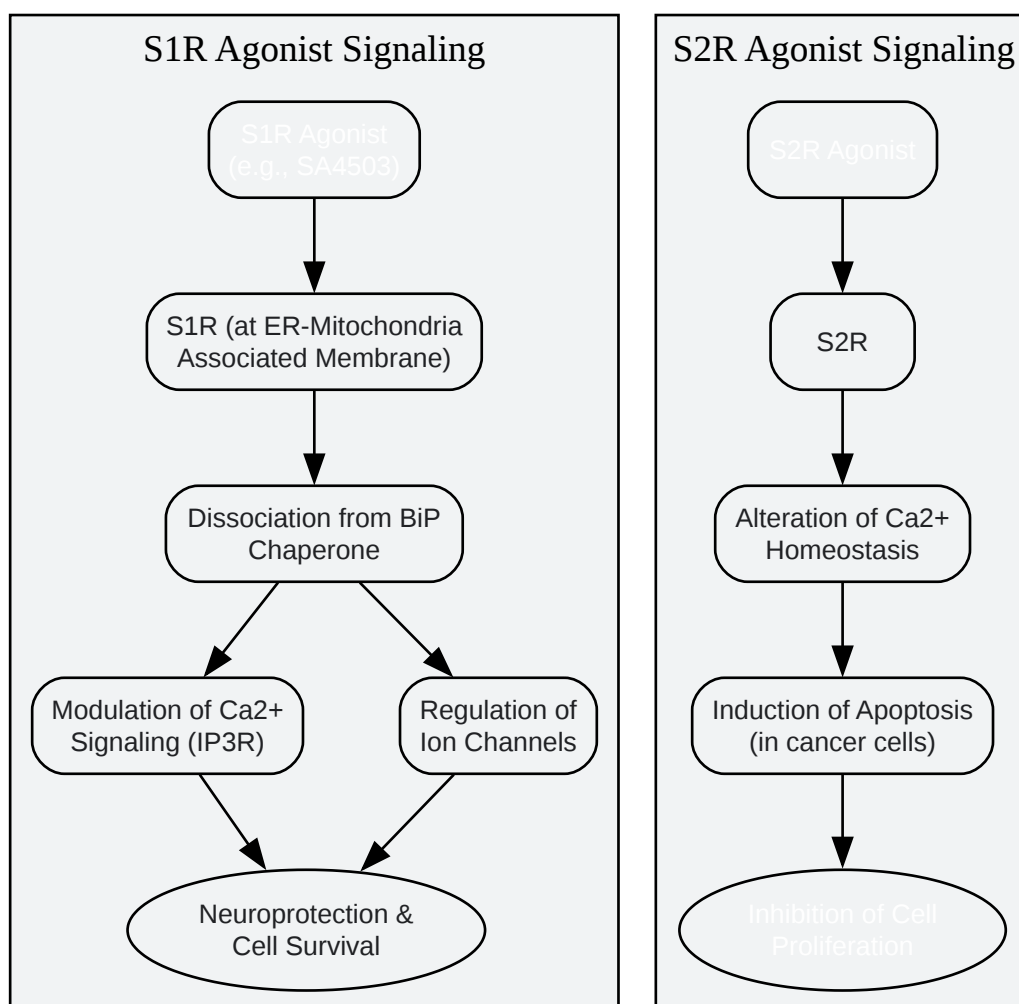 S1R Agonist Signaling
S1R Agonist
(e.g., SA4503)
S1R (at ER-Mitochondria
Associated Membrane)
Dissociation from BiP
Chaperone
Modulation of Ca2+
Signaling (IP3R)
Regulation of
Ion Channels
Neuroprotection &
Cell Survival
S2R Agonist Signaling
S2R Agonist
S2R
Alteration of Ca2+
Homeostasis
Induction of Apoptosis
(in cancer cells)
Inhibition of Cell
Proliferation